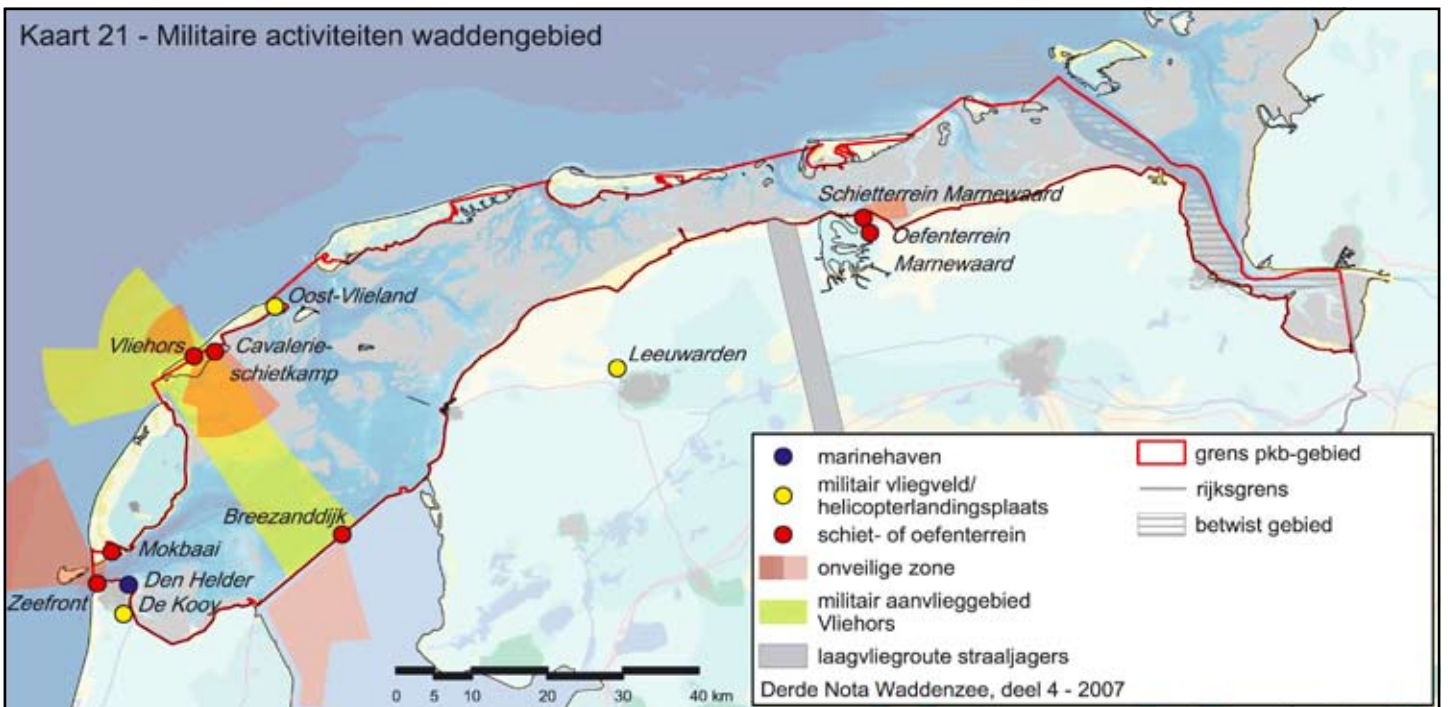 Kaart 21 - Militaire activiteiten waddengebied
Schietterrein Marnewaard
Oefenterrein
Marnewaard
Oost-Vlieland
Vliehors
Cavalerie-
schietkamp
Leeuwarden
Breezanddijk
Mokbaai
Den Helder
Zeefront
De Kooy
marinehaven
militair vliegveld/
helicopterlandingsplaats
schiet- of oefenterrein
onveilige zone
militair aanvlieggebied
Vliehors
laagvliegroute straaljagers
grens pkb-gebied
rijksgrens
betwist gebied
0 5 10 20 30 40 km
Derde Nota Waddenzee, deel 4 - 2007